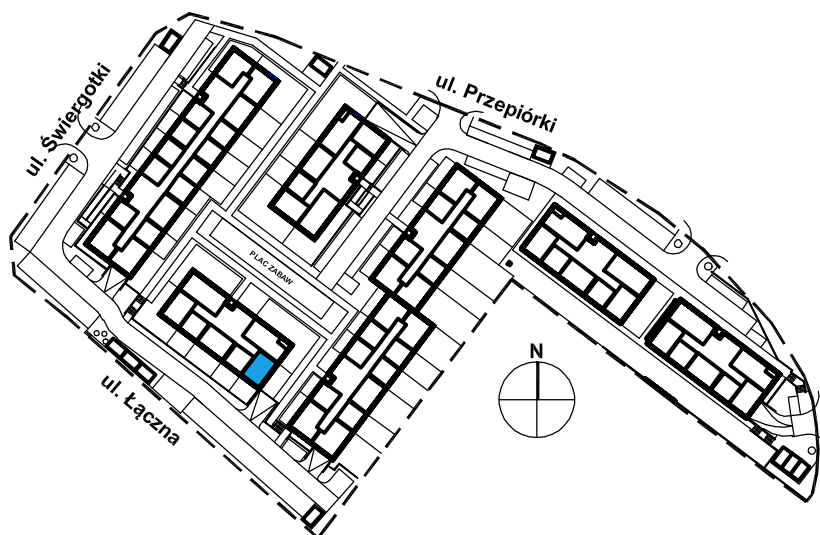 ul. Przepiórki
ul. Świergotki
PLAC ZABAW
N
ul. Łączna